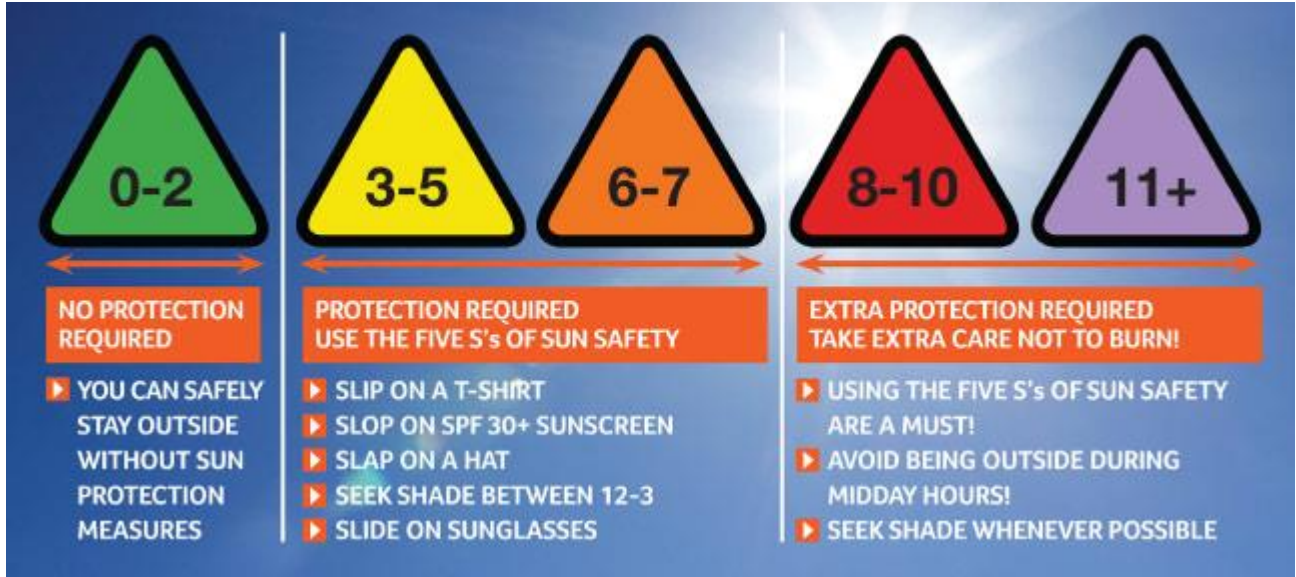 0-2
3-5
6-7
8-10
11+
NO PROTECTION
REQUIRED
YOU CAN SAFELY
STAY OUTSIDE
WITHOUT SUN
PROTECTION
MEASURES
PROTECTION REQUIRED
USE THE FIVE S's OF SUN SAFETY
SLIP ON A T-SHIRT
SLOP ON SPF 30+ SUNSCREEN
SLAP ON A HAT
SEEK SHADE BETWEEN 12-3
SLIDE ON SUNGLASSES
EXTRA PROTECTION REQUIRED
TAKE EXTRA CARE NOT TO BURN!
USING THE FIVE S's OF SUN SAFETY
ARE A MUST!
AVOID BEING OUTSIDE DURING
MIDDAY HOURS!
SEEK SHADE WHENEVER POSSIBLE